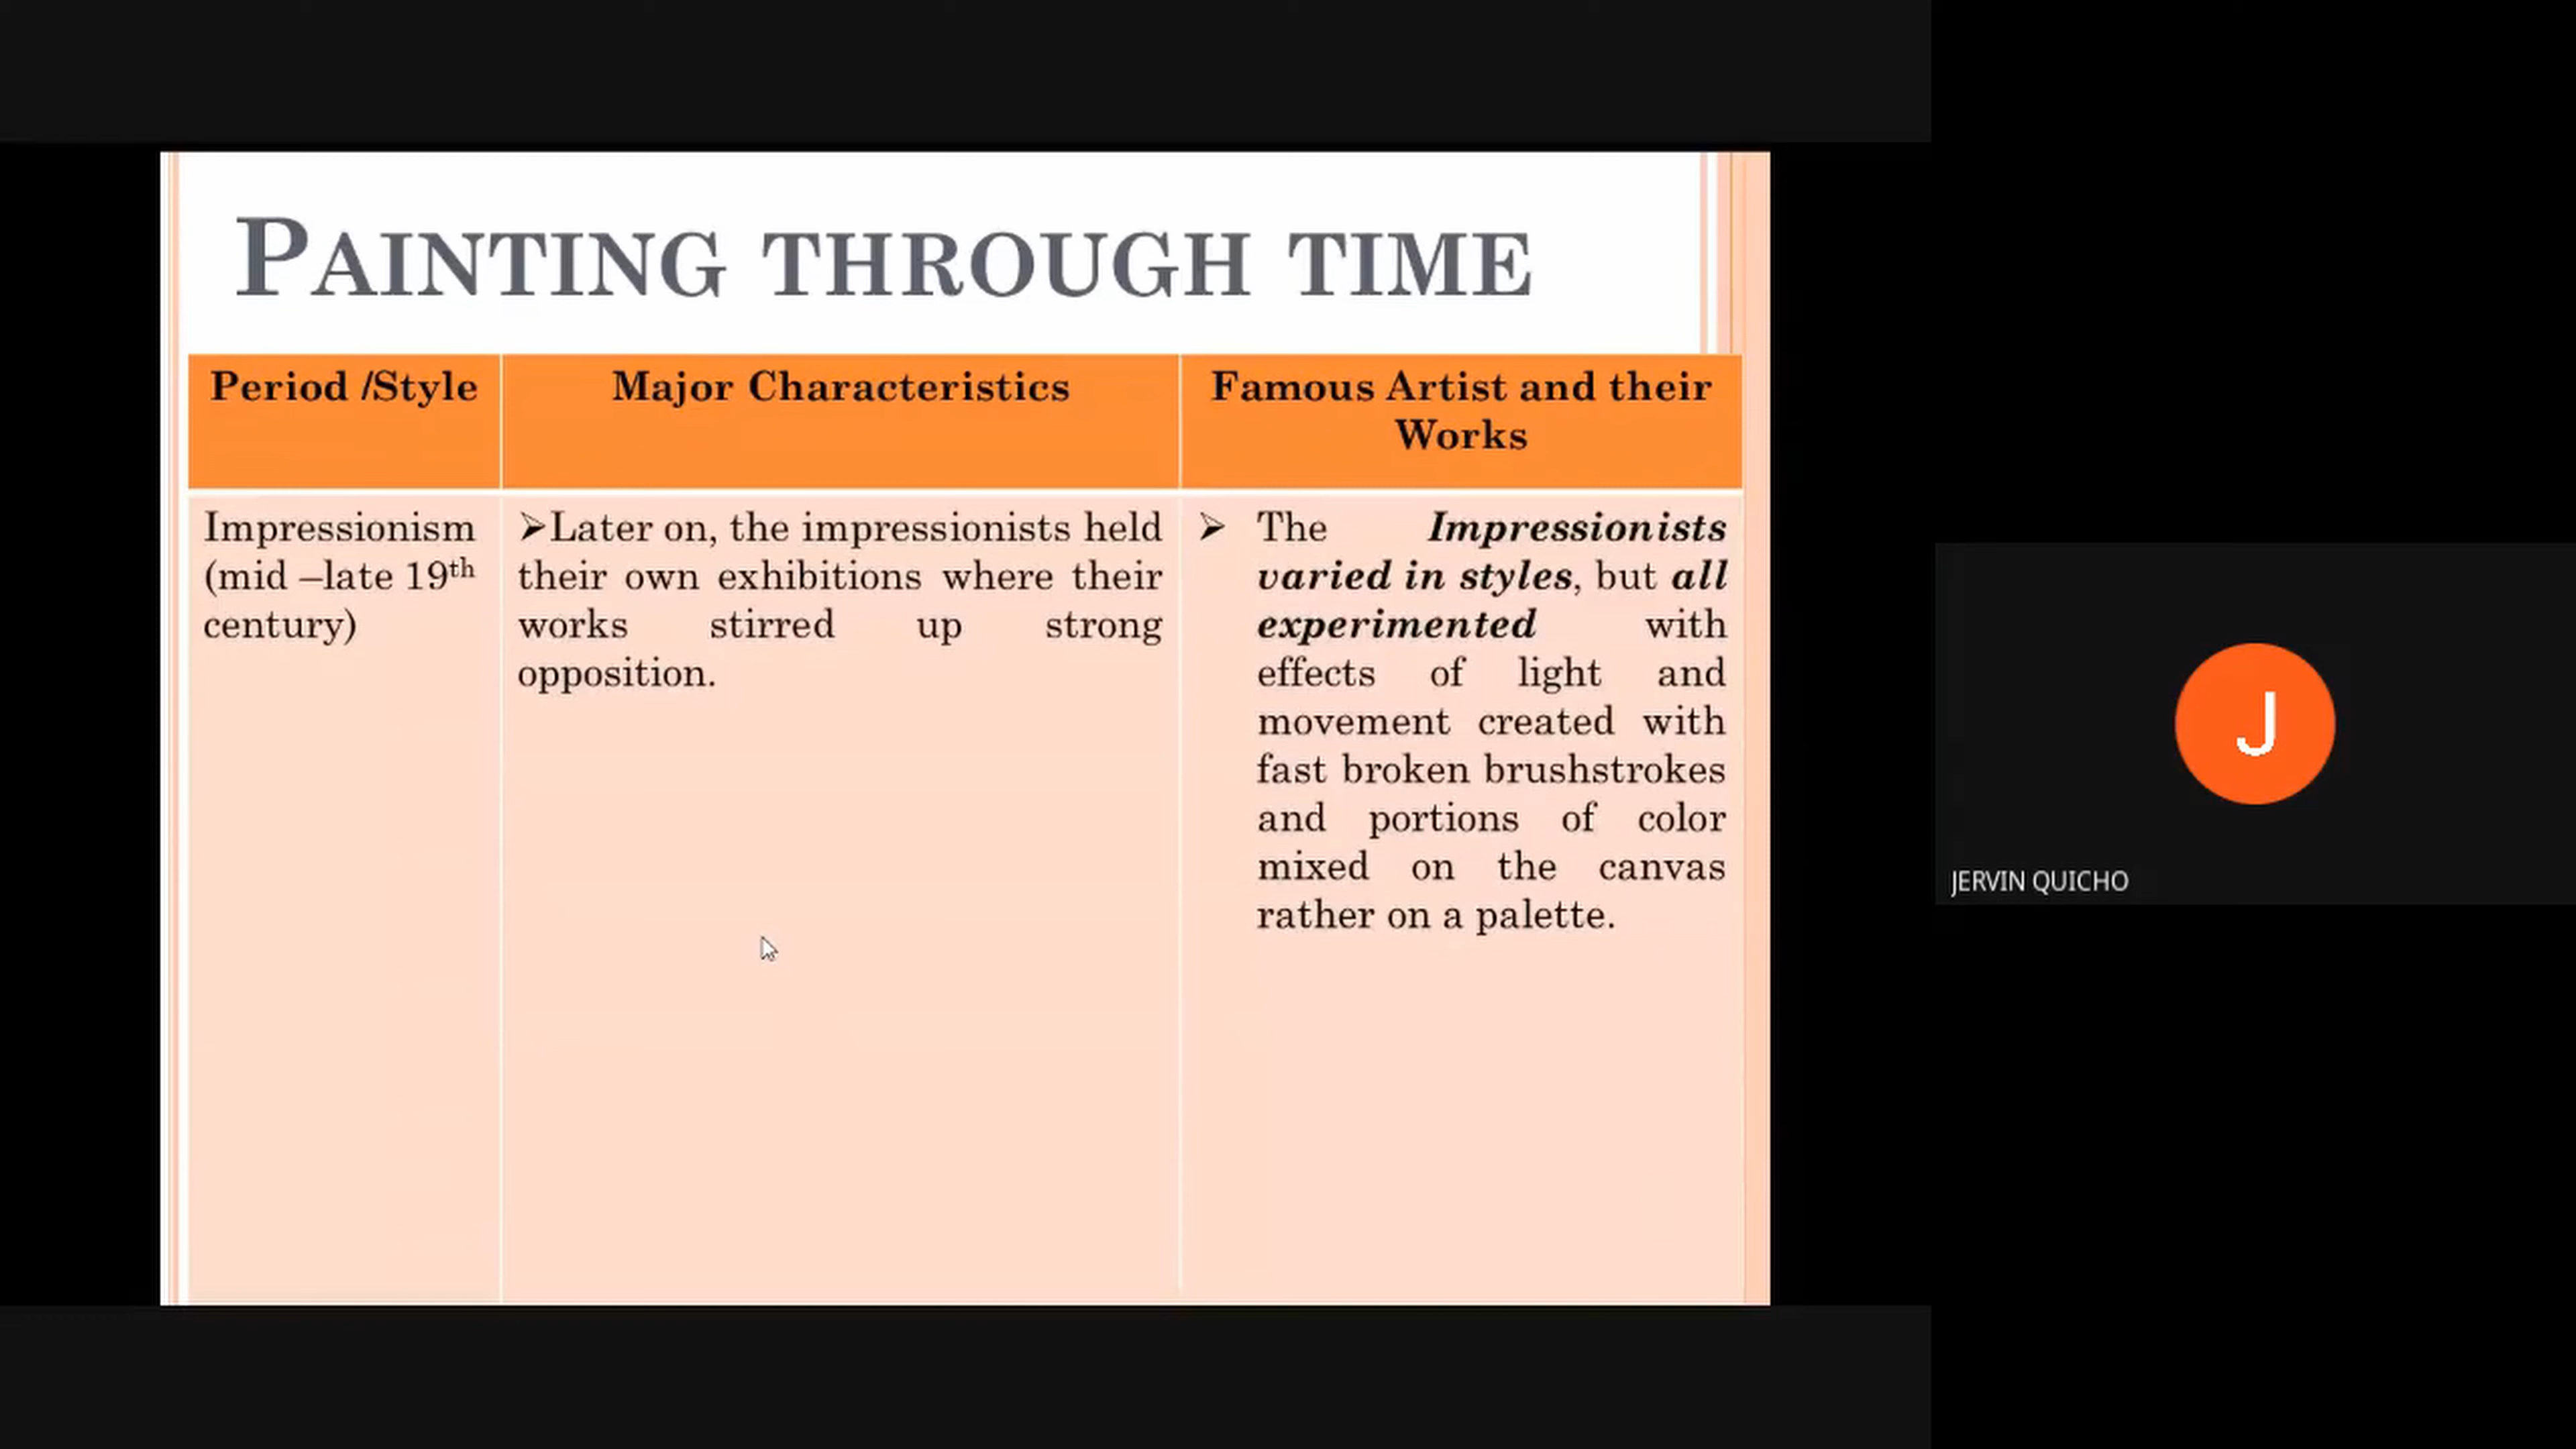 PAINTING THROUGH TIME
Period /Style
Major Characteristics
Famous Artist and their
Works
Impressionism
(mid –late 19th
century)
➢Later on, the impressionists held
their own exhibitions where their
works stirred up strong
opposition.
➢ The Impressionists
varied in styles, but all
experimented with
effects of light and
movement created with
fast broken brushstrokes
and portions of color
mixed on the canvas
rather on a palette.
J
JERVIN QUICHO